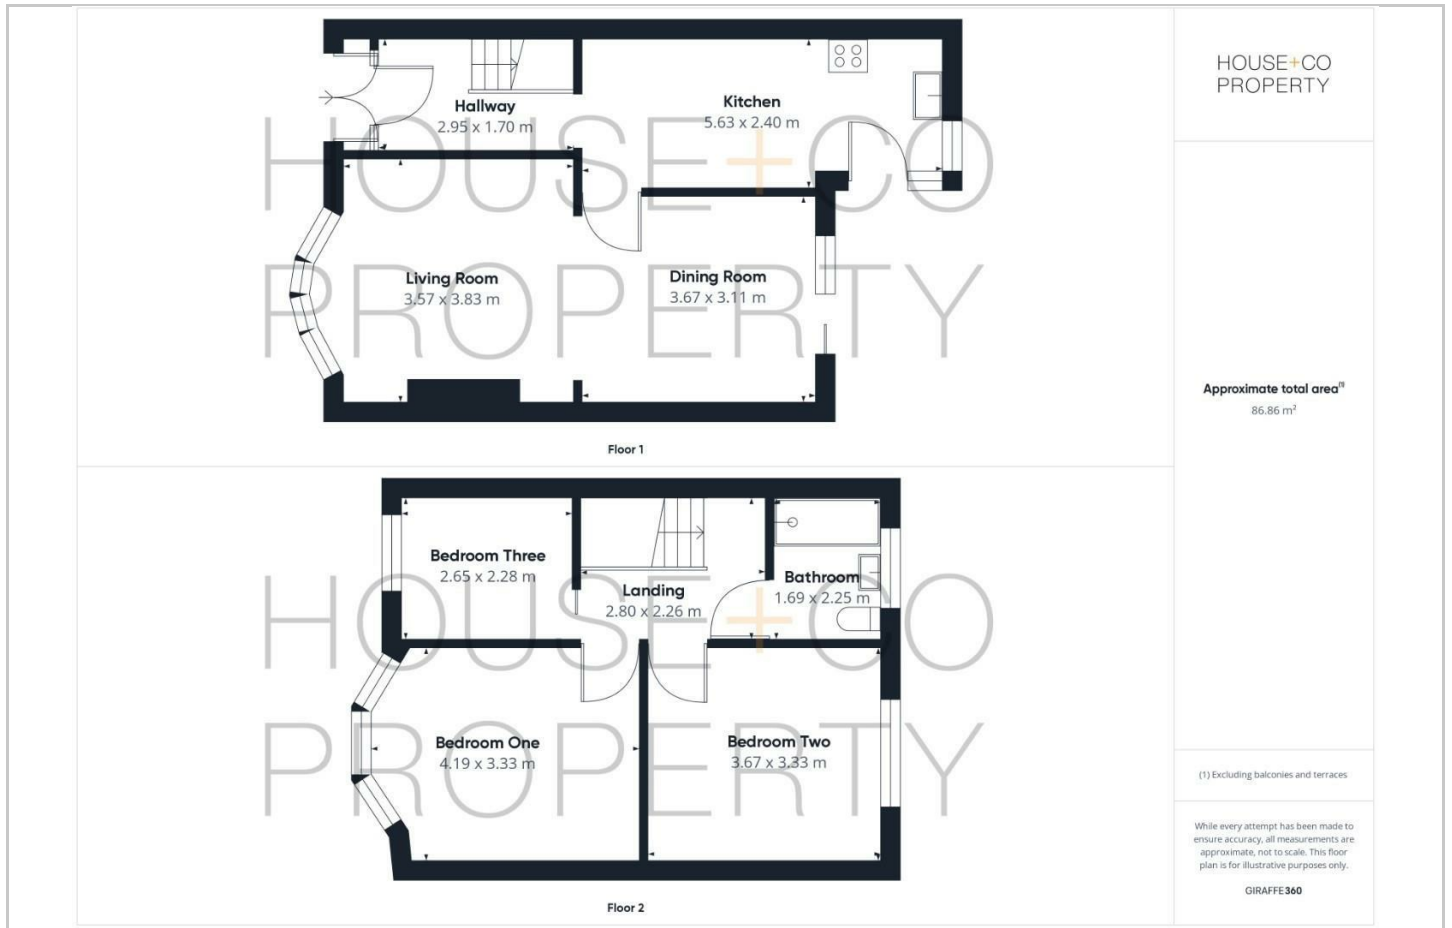 Hallway
2.95 x 1.70 m
Kitchen
5.63 x 2.40 m
Living Room
3.57 x 3.83 m
Dining Room
3.67 x 3.11 m
HOUSE+CO
PROPERTY
Floor 1
Bedroom Three
2.65 x 2.28 m
Landing
2.80 x 2.26 m
Bathroom
1.69 x 2.25 m
Bedroom One
4.19 x 3.33 m
Bedroom Two
3.67 x 3.33 m
HOUSE+CO
PROPERTY
Floor 2
HOUSE+CO
PROPERTY
Approximate total area(1)
86.86 m²
(1) Excluding balconies and terraces
While every attempt has been made to
ensure accuracy, all measurements are
approximate, not to scale. This floor
plan is for illustrative purposes only.
GIRAFFE360